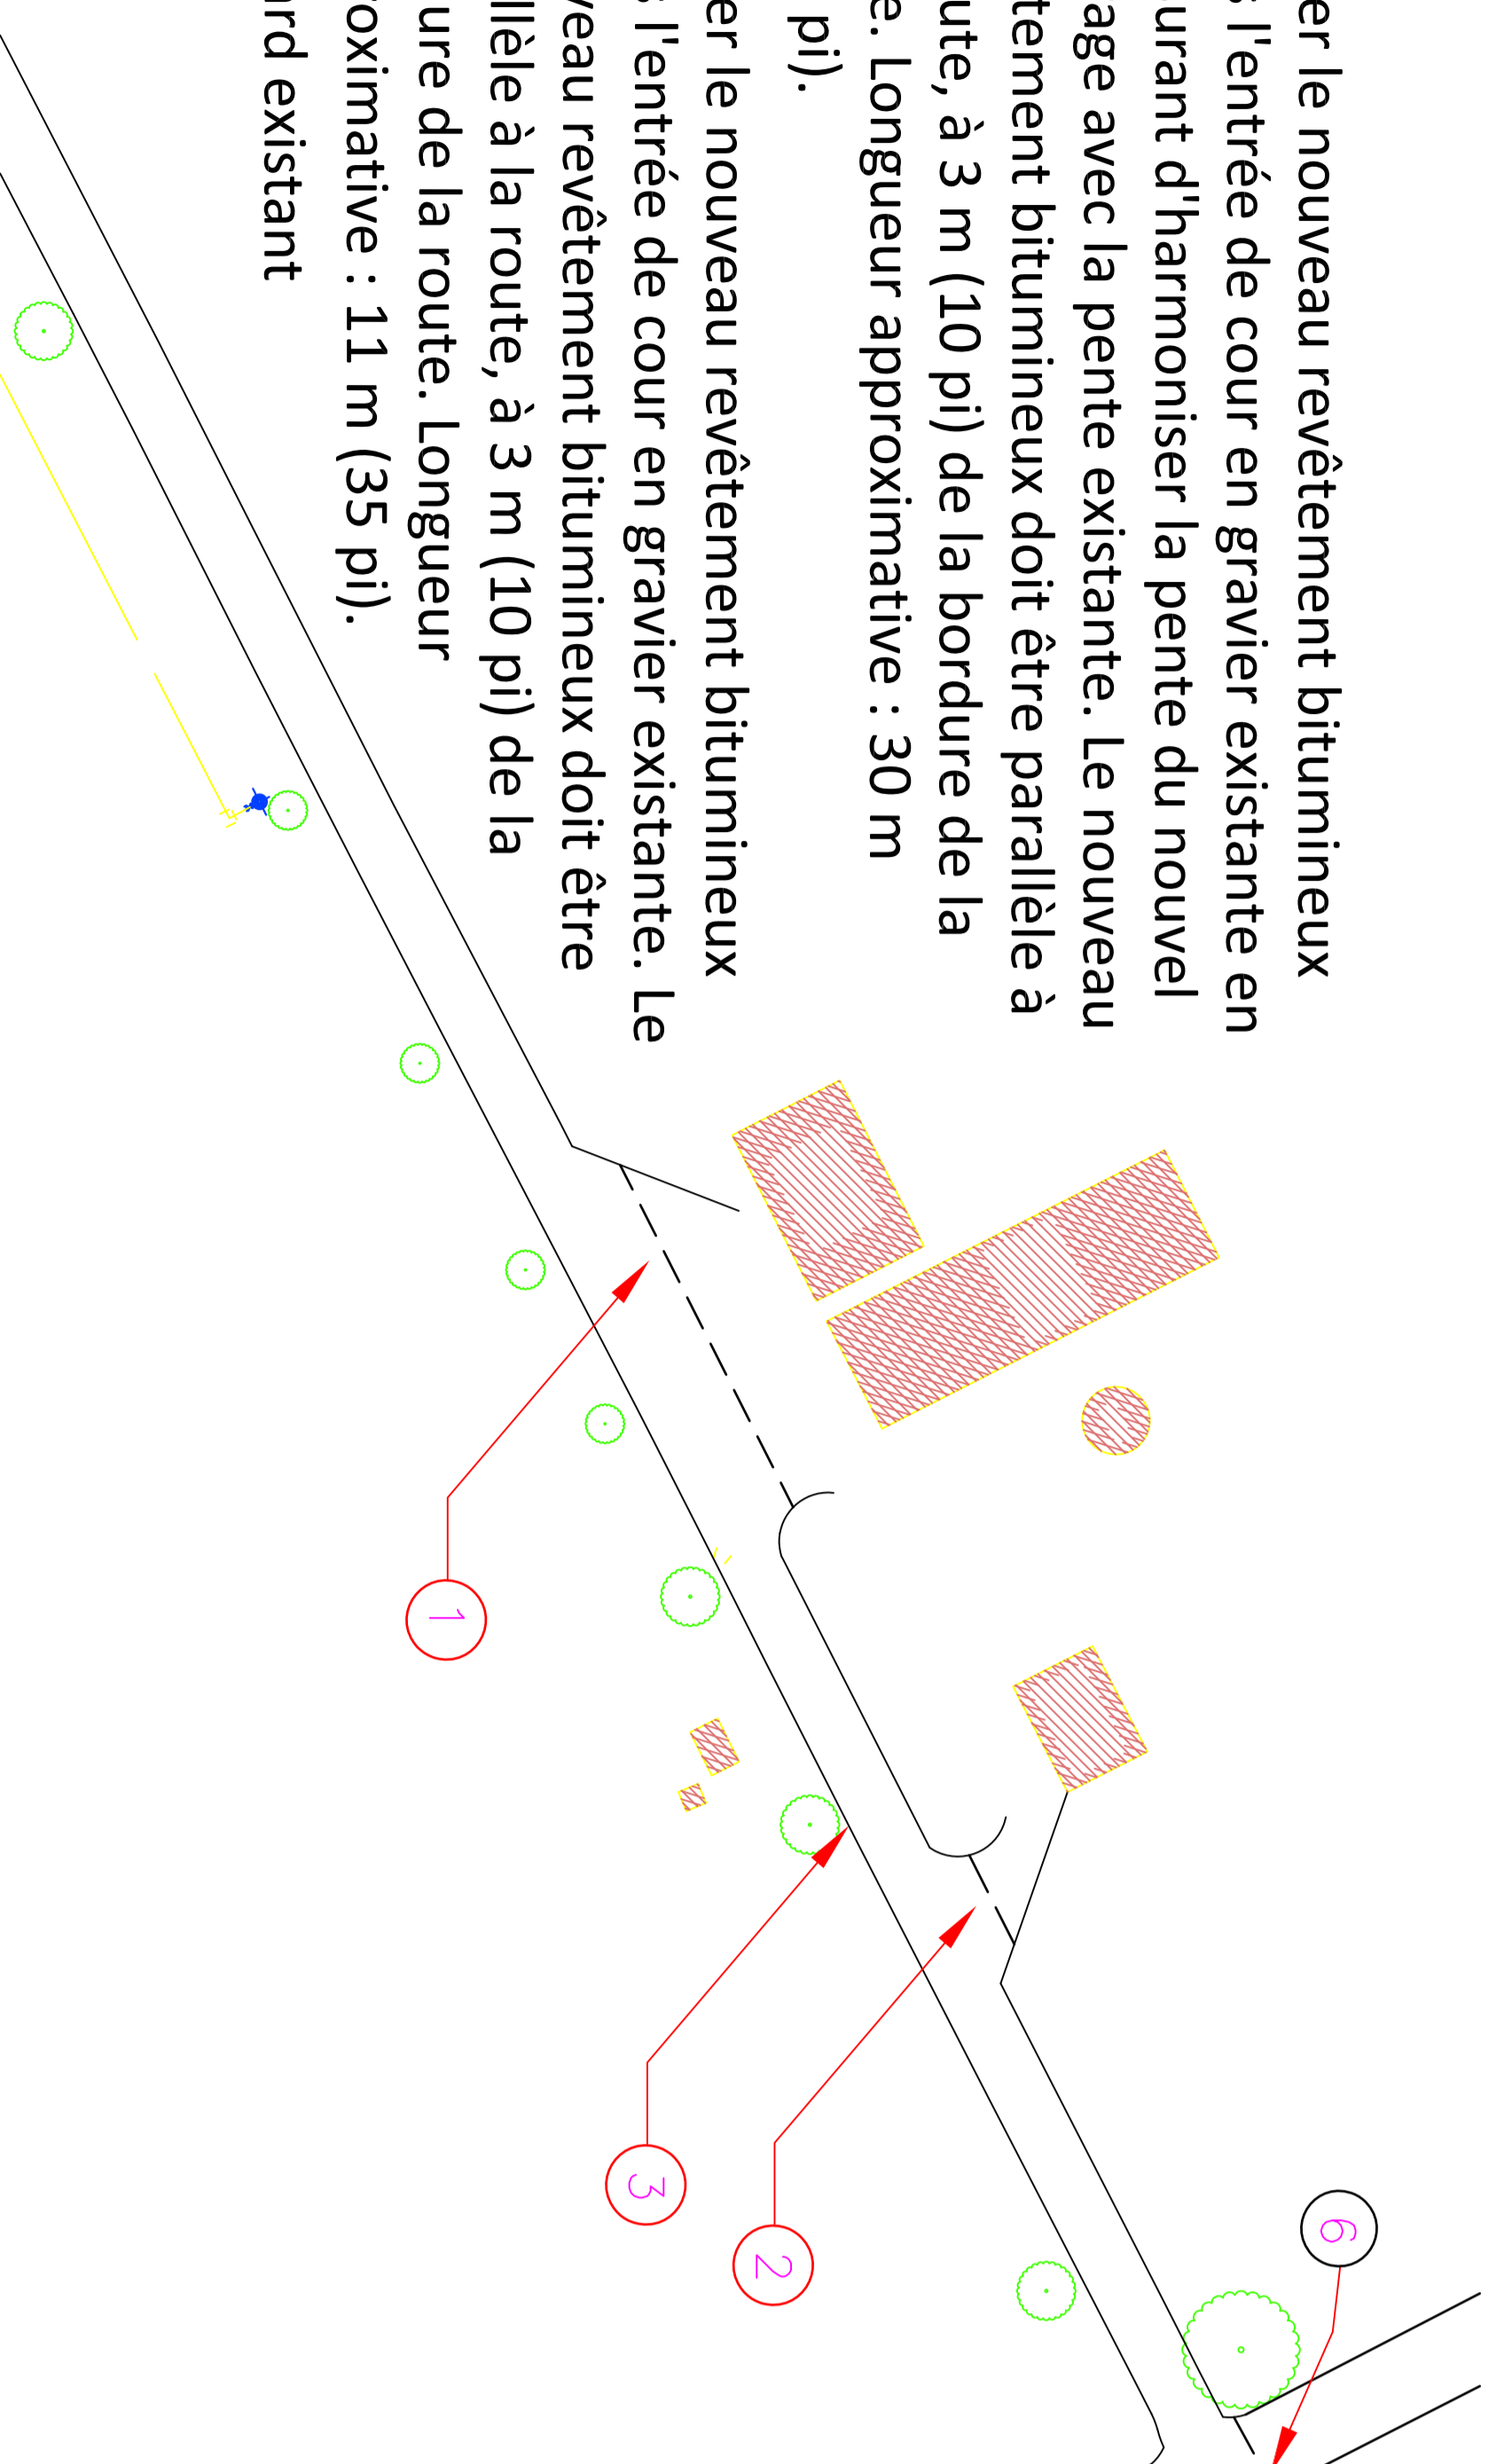 er le nouveau revêtement bitumineux
l'entrée de cour en gravier existante en
urant d'harmoniser la pente du nouvel
age avec la pente existante. Le nouveau
tement bitumineux doit être parallèle à
ute, à 3 m (10 pi) de la bordure de la
e. Longueur approximative : 30 m
pi).
er le nouveau revêtement bitumineux
l'entrée de cour en gravier existante. Le
veau revêtement bitumineux doit être
llèle à la route, à 3 m (10 pi) de la
ure de la route. Longueur
oximative : 11 m (35 pi).
rd existant
6
2
3
1